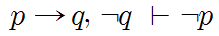 p → q, ¬q ⊢ ¬p